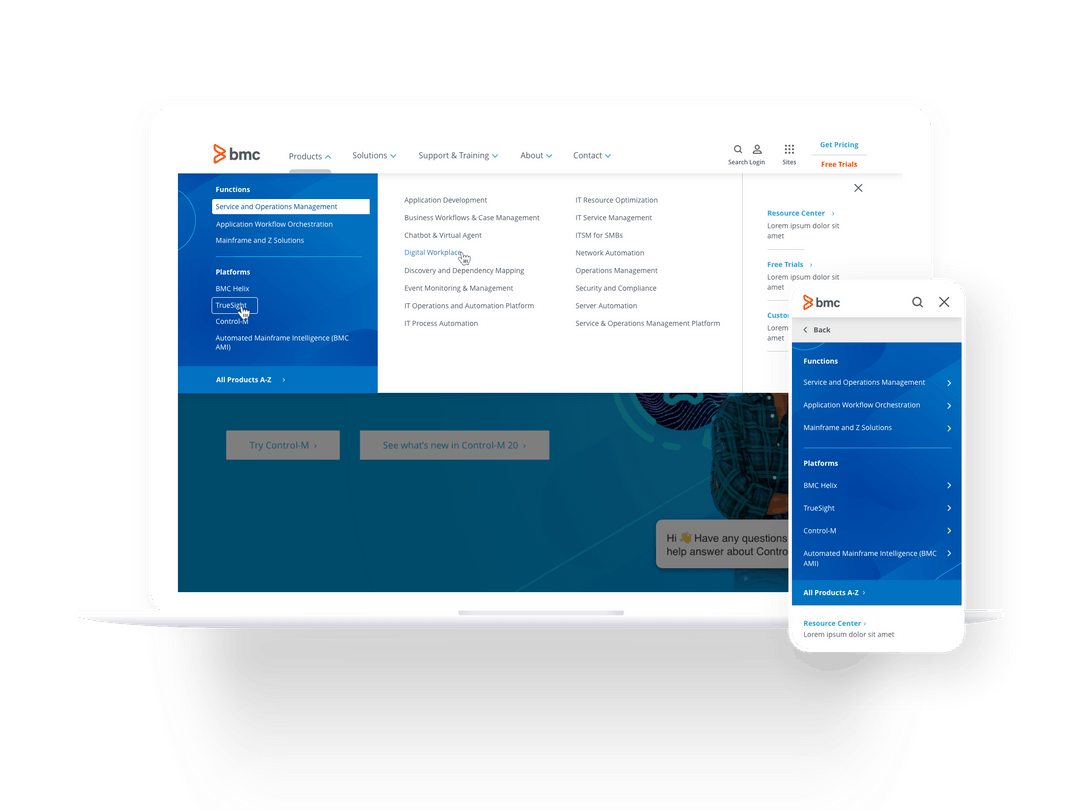 bmc
Products
Solutions
Support & Training
About
Contact
Search
Login
Sites
Get Pricing
Free Trials
Functions
Service and Operations Management
Application Workflow Orchestration
Mainframe and Z Solutions
Platforms
BMC Helix
TrueSight
Control-M
Automated Mainframe Intelligence (BMC
AMI)
All Products A-Z ›
Application Development
Business Workflows & Case Management
Chatbot & Virtual Agent
Digital Workplace
Discovery and Dependency Mapping
Event Monitoring & Management
IT Operations and Automation Platform
IT Process Automation
IT Resource Optimization
IT Service Management
ITSM for SMBs
Network Automation
Operations Management
Security and Compliance
Server Automation
Service & Operations Management Platform
Resource Center ›
Lorem ipsum dolor sit
amet
Free Trials ›
Lorem ipsum dolor sit
amet
Lorem
amet
Try Control-M ›
See what's new in Control-M 20 ›
Hi 👋 Have any questions
help answer about
bmc
Back
Functions
Service and Operations Management
Application Workflow Orchestration
Mainframe and Z Solutions
Platforms
BMC Helix
TrueSight
Control-M
Automated Mainframe Intelligence (BMC
AMI)
All Products A-Z ›
Resource Center ›
Lorem ipsum dolor sit amet